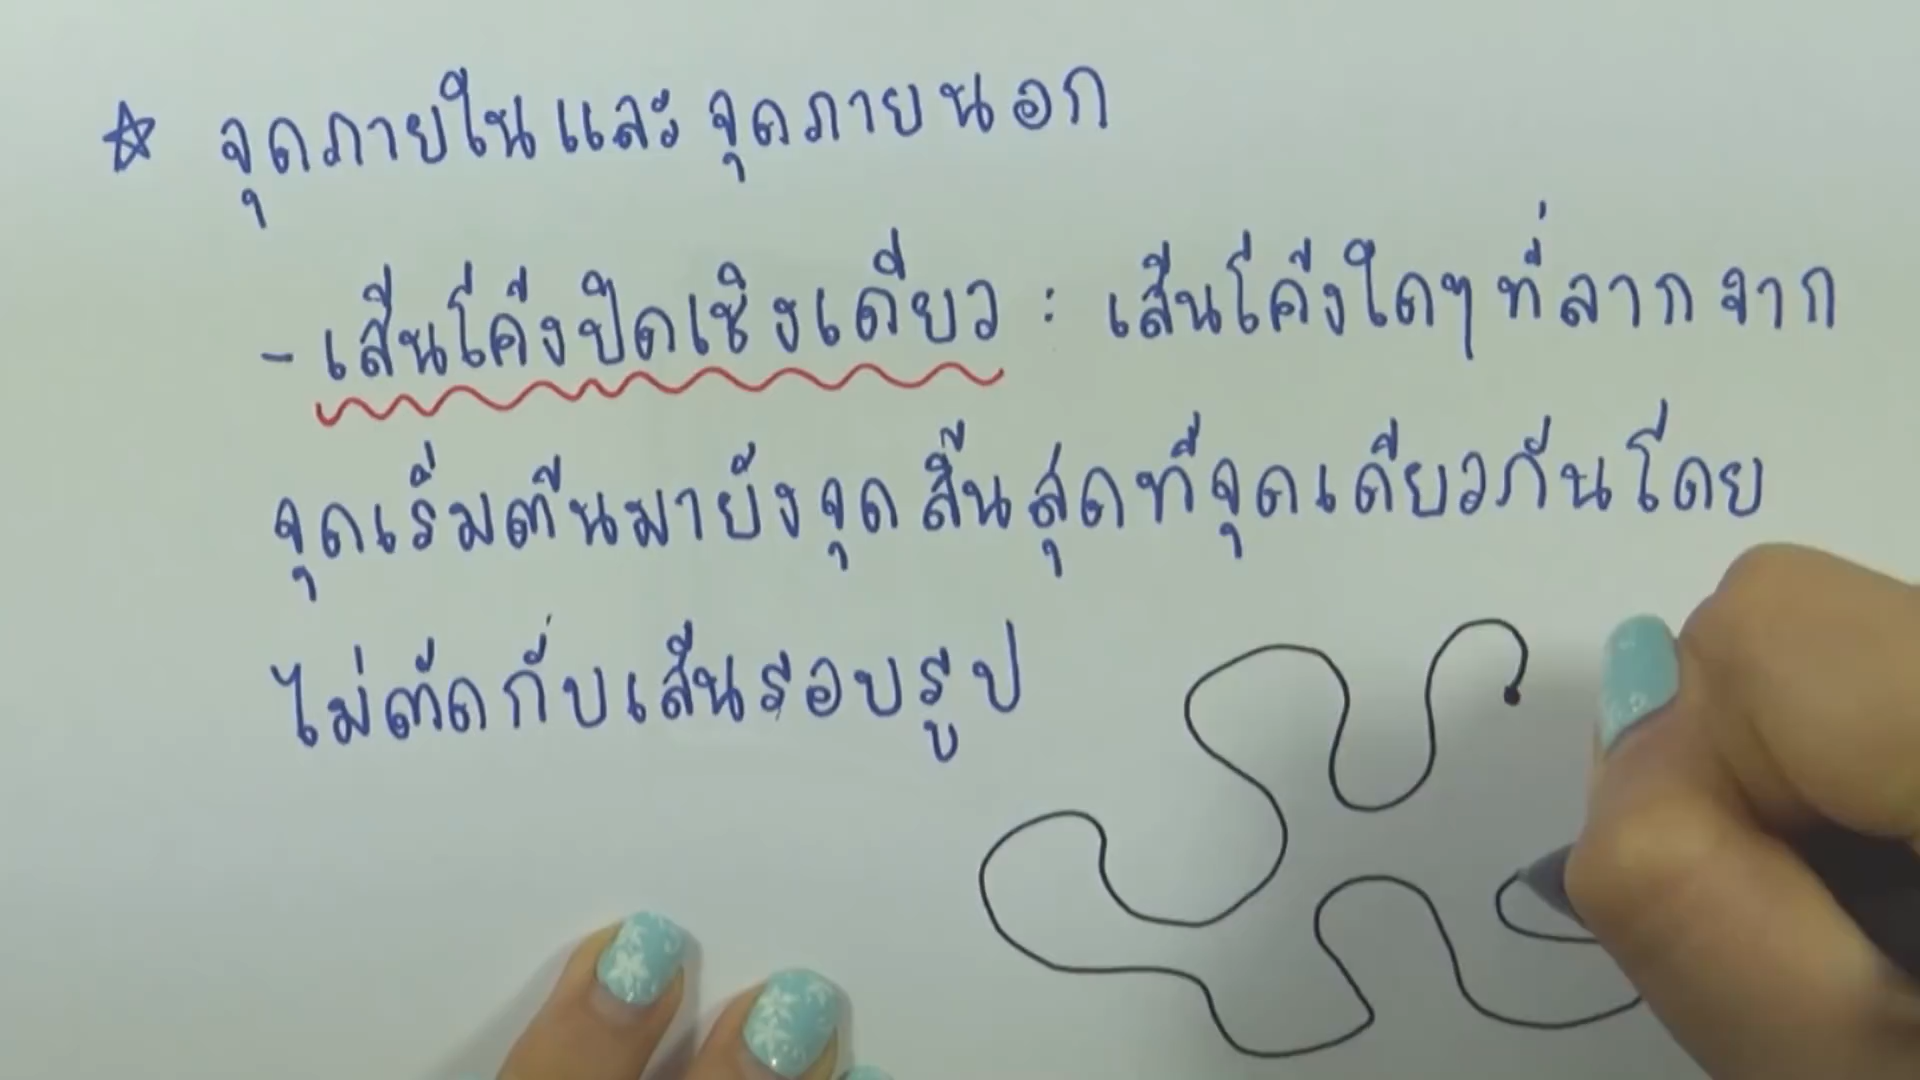 ☆ จุดภายในและจุดภายนอก
- เส้นโค้งปิดเชิงเดียว : เส้นโค้งใดๆที่ลากจาก
จุดเริ่มต้นมายังจุดสิ้นสุดที่จุดเดียวกันโดย
ไม่ตัดกับเส้นรอบรูป